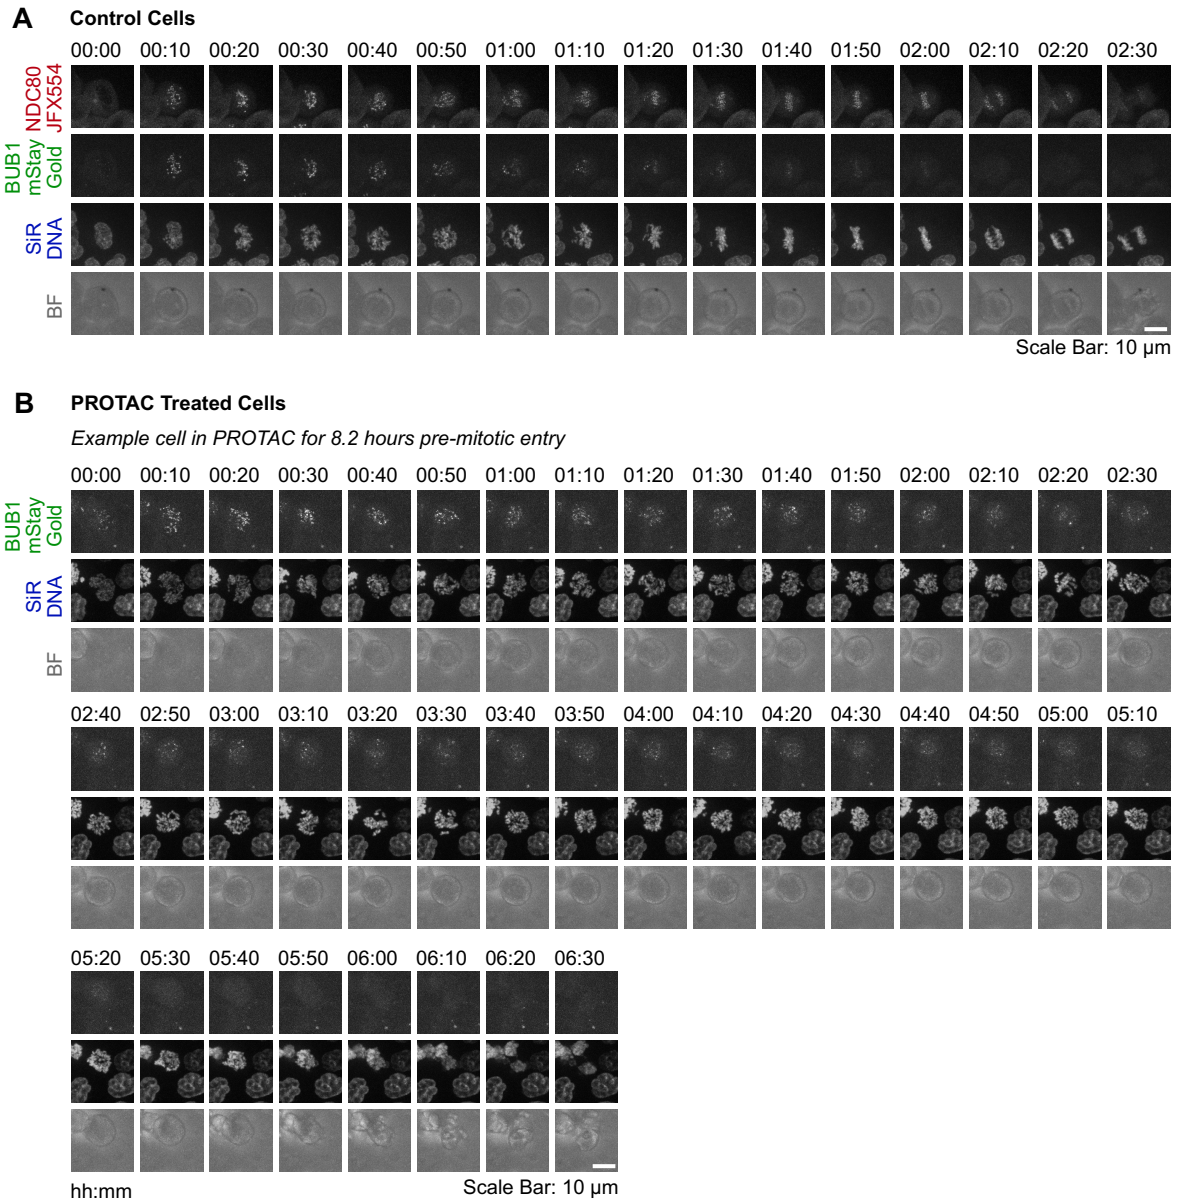 A Control Cells
00:00 00:10 00:20 00:30 00:40 00:50 01:00 01:10 01:20 01:30 01:40 01:50 02:00 02:10 02:20 02:30
NDC80
JFX554
BUB1
mStay
Gold
SiR
DNA
BF
Scale Bar: 10 µm
B PROTAC Treated Cells
Example cell in PROTAC for 8.2 hours pre-mitotic entry
00:00 00:10 00:20 00:30 00:40 00:50 01:00 01:10 01:20 01:30 01:40 01:50 02:00 02:10 02:20 02:30
BUB1
mStay
Gold
SiR
DNA
BF
02:40 02:50 03:00 03:10 03:20 03:30 03:40 03:50 04:00 04:10 04:20 04:30 04:40 04:50 05:00 05:10
05:20 05:30 05:40 05:50 06:00 06:10 06:20 06:30
hh:mm Scale Bar: 10 µm